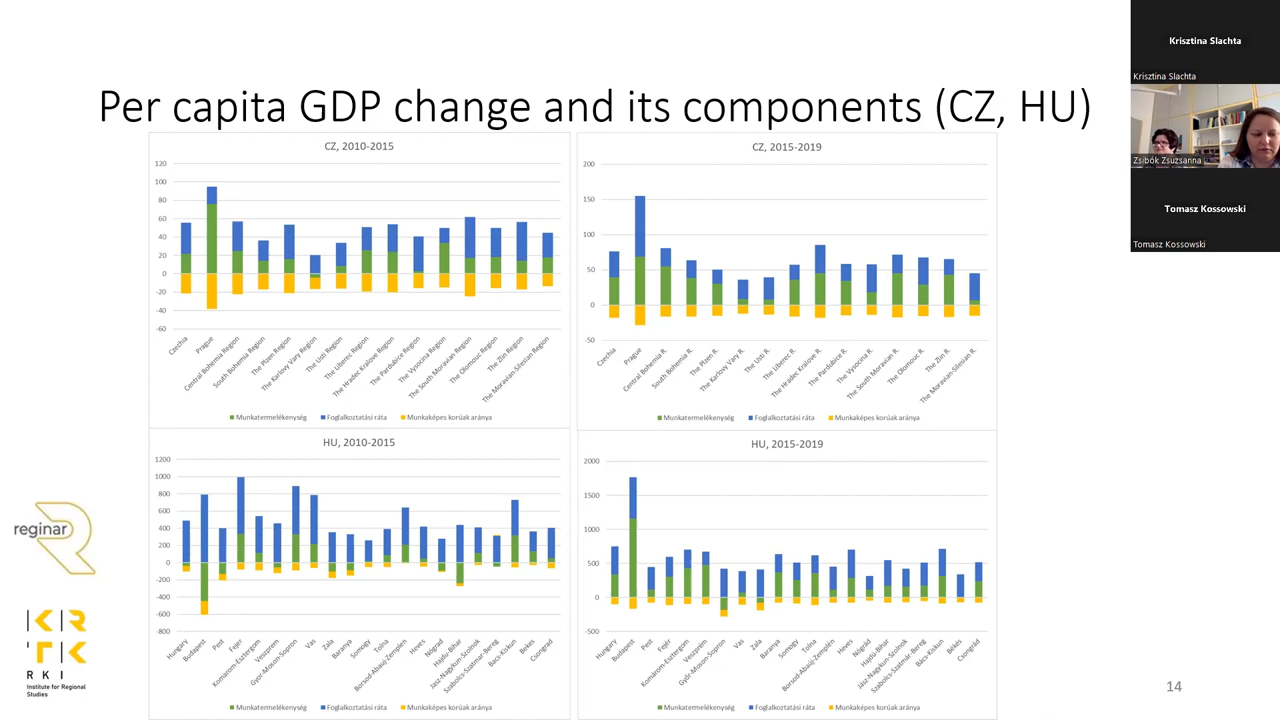 Per capita GDP change and its components (CZ, HU)
CZ, 2010-2015
120
100
80
60
40
20
0
-20
-40
-60
Czechia
Prague
Central Bohemia Region
South Bohemia Region
The Plzen Region
The Karlovy Vary Region
The Usti Region
The Liberec Region
The Hradec Kralove Region
The Pardubice Region
The Vysocina Region
The South Moravian Region
The Olomouc Region
The Zlin Region
The Moravian-Silesian Region
Munkatermelékenység Foglalkoztatási ráta Munkaképes korúak aránya
CZ, 2015-2019
200
150
100
50
0
-50
Czechia
Prague
Central Bohemia R.
South Bohemia R.
The Plzen R.
The Karlovy Vary R.
The Usti R.
The Liberec R.
The Hradec Kralove R.
The Pardubice R.
The Vysocina R.
The South Moravian R.
The Olomouc R.
The Zlin R.
The Moravian-Silesian R.
Munkatermelékenység Foglalkoztatási ráta Munkaképes korúak aránya
HU, 2010-2015
1200
1000
800
600
400
200
0
-200
-400
-600
-800
Hungary
Budapest
Pest
Fejér
Komárom-Esztergom
Veszprém
Győr-Moson-Sopron
Vas
Zala
Baranya
Somogy
Tolna
Borsod-Abaúj-Zemplén
Heves
Nógrád
Hajdú-Bihar
Jász-Nagykun-Szolnok
Szabolcs-Szatmár-Bereg
Bács-Kiskun
Békés
Csongrád
Munkatermelékenység Foglalkoztatási ráta Munkaképes korúak aránya
HU, 2015-2019
2000
1500
1000
500
0
-500
Hungary
Budapest
Pest
Fejér
Komárom-Esztergom
Veszprém
Győr-Moson-Sopron
Vas
Zala
Baranya
Somogy
Tolna
Borsod-Abaúj-Zemplén
Heves
Nógrád
Hajdú-Bihar
Jász-Nagykun-Szolnok
Szabolcs-Szatmár-Bereg
Bács-Kiskun
Békés
Csongrád
Munkatermelékenység Foglalkoztatási ráta Munkaképes korúak aránya
reginar
KR
TK
RKI
Institute for Regional
Studies
14
Krisztina Slachta
Krisztina Slachta
Zsibók Zsuzsanna
Tomasz Kossowski
Tomasz Kossowski